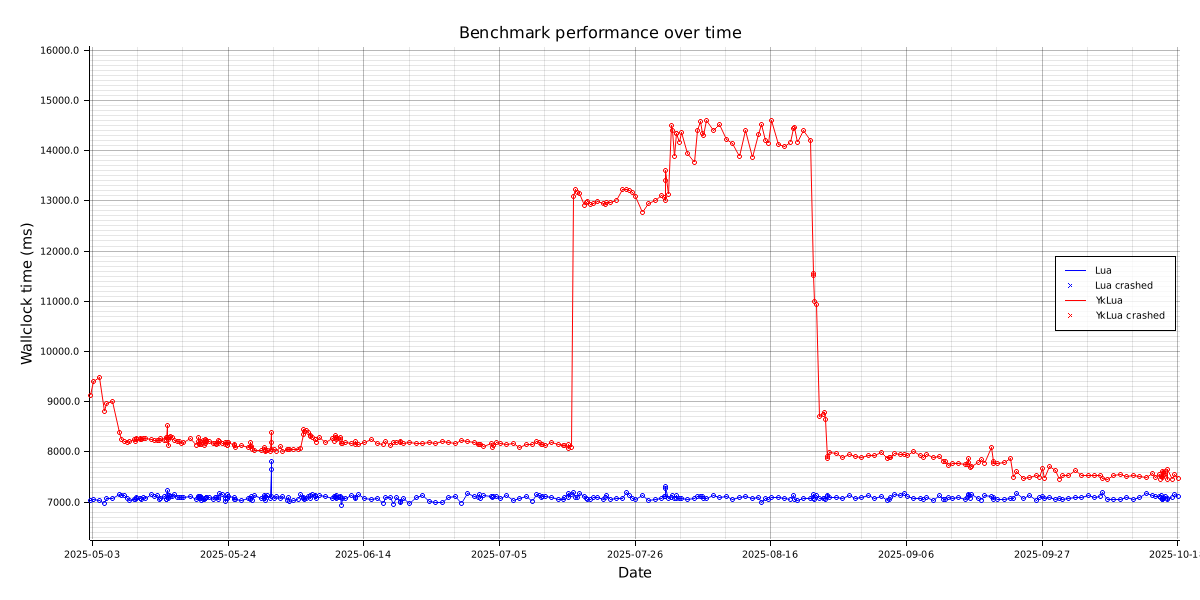 Benchmark performance over time
16000.0
15000.0
14000.0
13000.0
12000.0
11000.0
10000.0
9000.0
8000.0
7000.0
Wallclock time (ms)
Lua
Lua crashed
YkLua
YkLua crashed
2025-05-03 2025-05-24 2025-06-14 2025-07-05 2025-07-26 2025-08-16 2025-09-06 2025-09-27 2025-10-1
Date